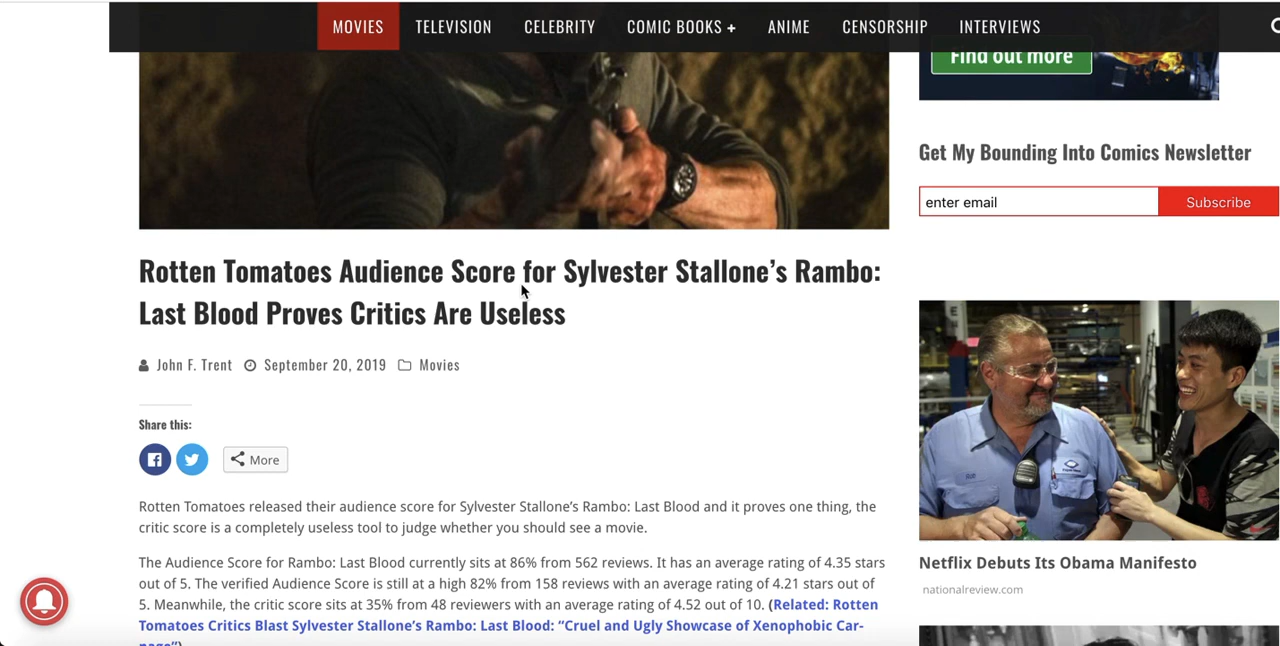 MOVIES TELEVISION CELEBRITY COMIC BOOKS + ANIME CENSORSHIP INTERVIEWS
Find out more
Get My Bounding Into Comics Newsletter
enter email Subscribe
Rotten Tomatoes Audience Score for Sylvester Stallone’s Rambo:
Last Blood Proves Critics Are Useless
John F. Trent September 20, 2019 Movies
Share this:
More
Rotten Tomatoes released their audience score for Sylvester Stallone’s Rambo: Last Blood and it proves one thing, the
critic score is a completely useless tool to judge whether you should see a movie.
The Audience Score for Rambo: Last Blood currently sits at 86% from 562 reviews. It has an average rating of 4.35 stars
out of 5. The verified Audience Score is still at a high 82% from 158 reviews with an average rating of 4.21 stars out of
5. Meanwhile, the critic score sits at 35% from 48 reviewers with an average rating of 4.52 out of 10. (Related: Rotten
Tomatoes Critics Blast Sylvester Stallone’s Rambo: Last Blood: “Cruel and Ugly Showcase of Xenophobic Car-
nage”)
Netflix Debuts Its Obama Manifesto
nationalreview.com